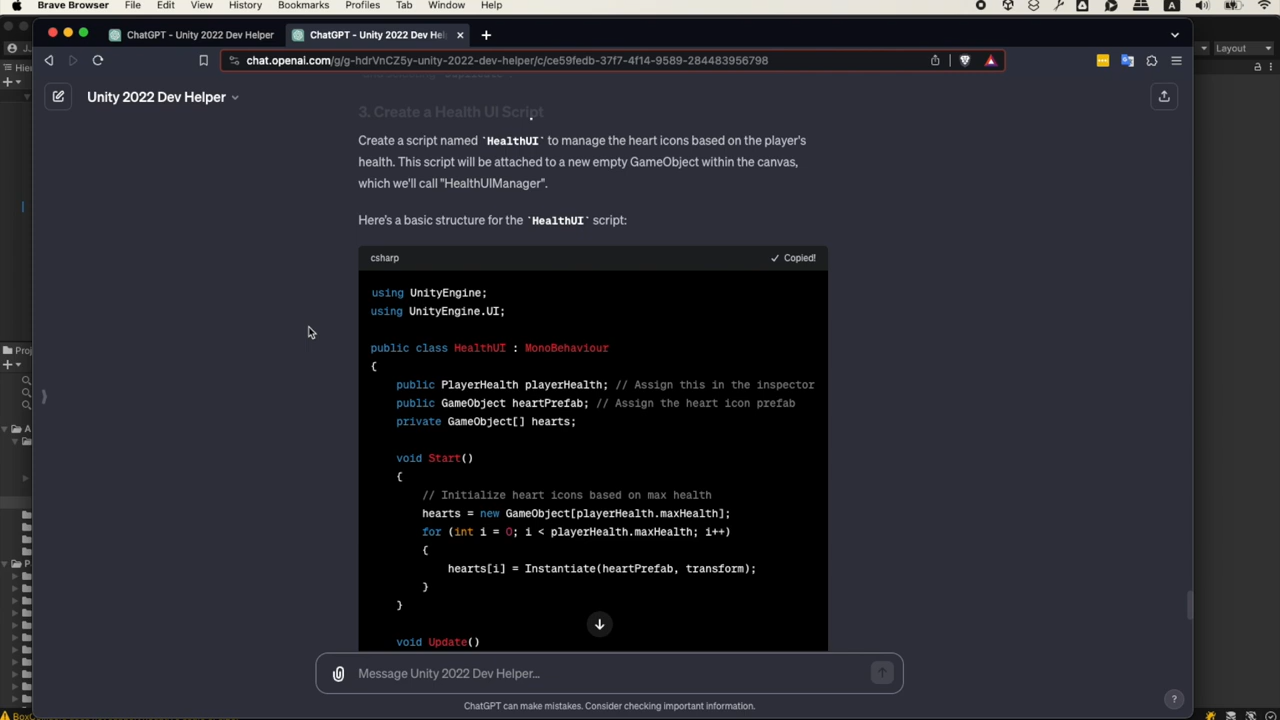 Brave Browser File Edit View History Bookmarks Profiles Tab Window Help
ChatGPT - Unity 2022 Dev Helper
ChatGPT - Unity 2022 Dev Hel
Layout
chat.openai.com/g/g-hdrVnCZ5y-unity-2022-dev-helper/c/ce59fedb-37f7-4f14-9589-284483956798
Hie
Unity 2022 Dev Helper
3. Create a Health UI Script
Create a script named `HealthUI` to manage the heart icons based on the player's
health. This script will be attached to a new empty GameObject within the canvas,
which we'll call "HealthUIManager".
Here's a basic structure for the `HealthUI` script:
csharp
Copied!
using UnityEngine;
using UnityEngine.UI;
public class HealthUI : MonoBehaviour
{
public PlayerHealth playerHealth; // Assign this in the inspector
public GameObject heartPrefab; // Assign the heart icon prefab
private GameObject[] hearts;
void Start()
{
// Initialize heart icons based on max health
hearts = new GameObject[playerHealth.maxHealth];
for (int i = 0; i < playerHealth.maxHealth; i++)
{
hearts[i] = Instantiate(heartPrefab, transform);
}
}
void Update()
Proj
A
P
Message Unity 2022 Dev Helper...
ChatGPT can make mistakes. Consider checking important information.
?